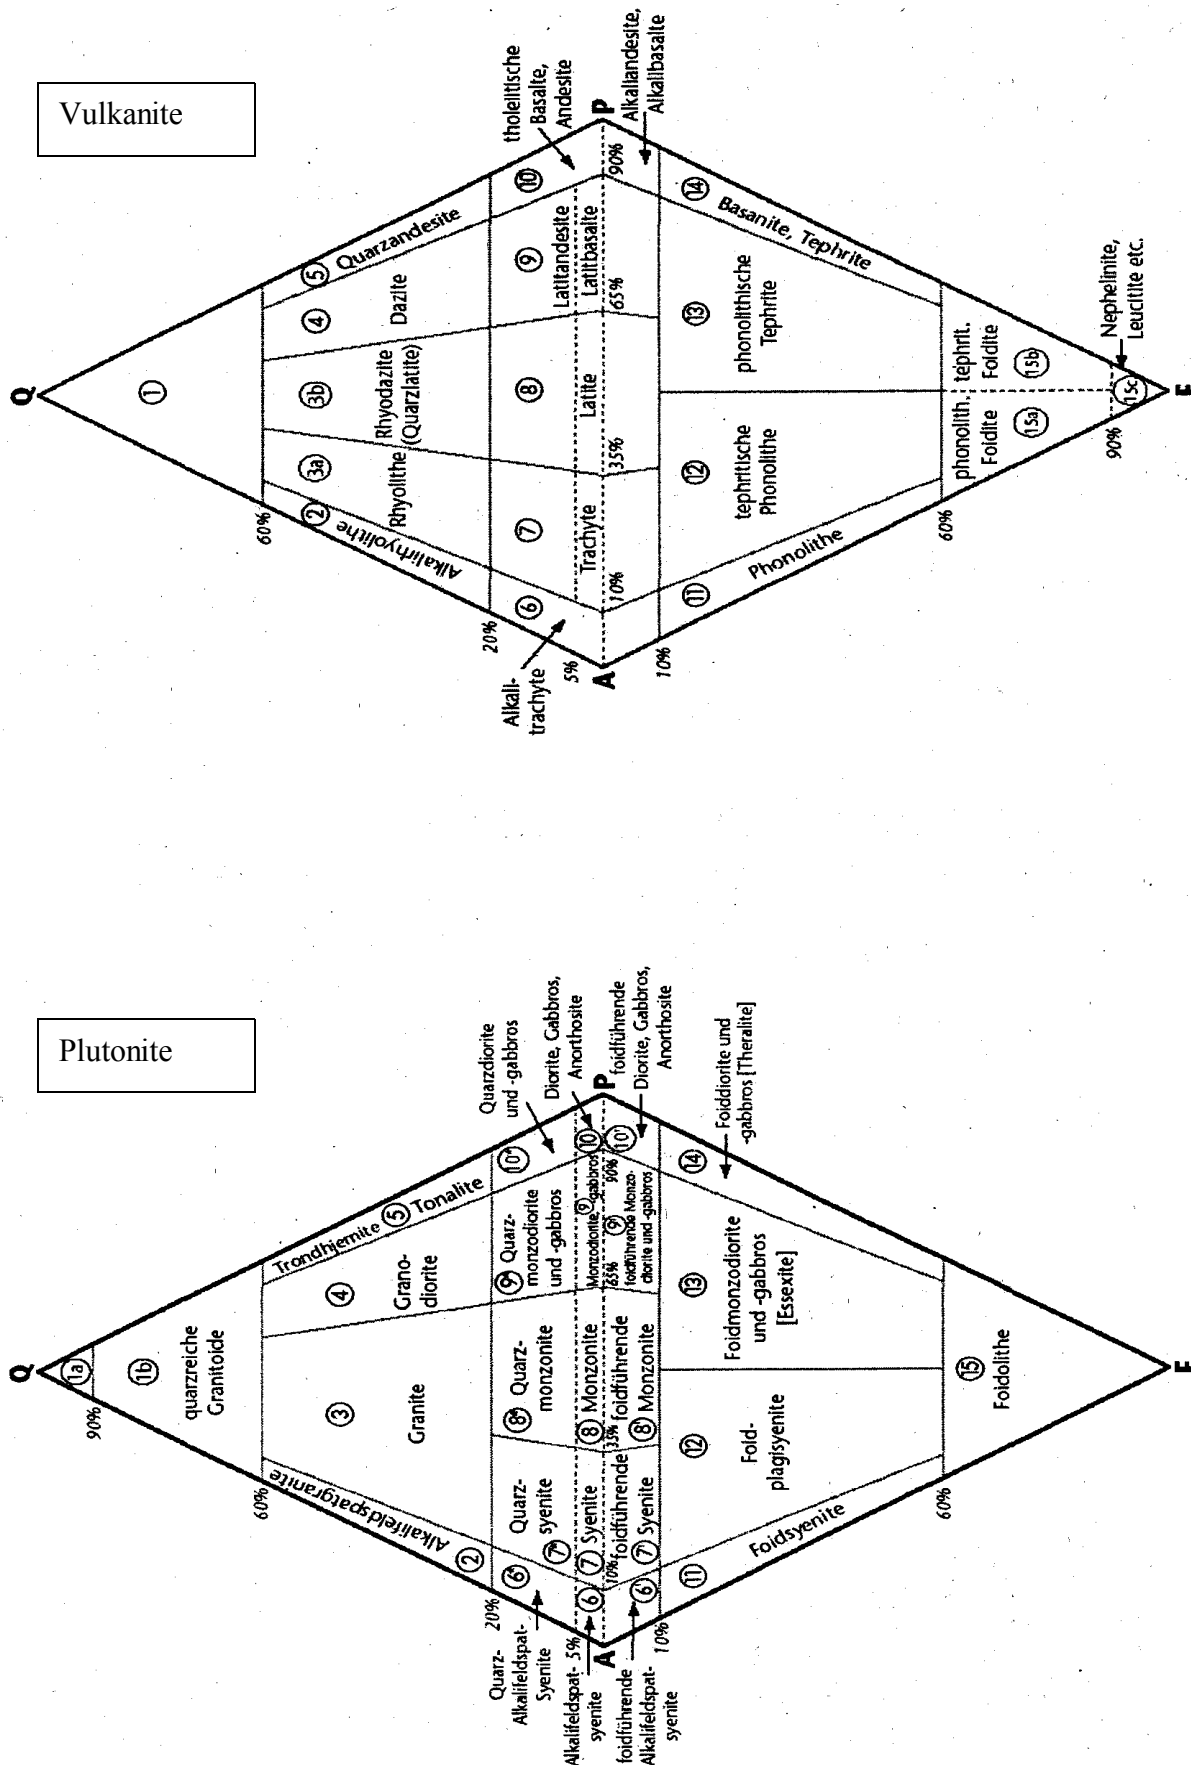 Vulkanite
Q
1
60%
2
Alkalirhyolithe
3a
Rhyolithe
3b
Rhyodazite
(Quarzlatite)
4
Dazite
5
Quarzandesite
20%
6
Alkali-
trachyte
7
Trachyte
8
Latite
9
Latitandesite
Latitbasalte
10
tholeiitische
Basalte,
Andesite
5%
A
10%
35%
65%
90%
P
Alkaliandesite,
Alkalibasalte
10%
11
Phonolithe
12
tephritische
Phonolithe
13
phonolithische
Tephrite
14
Basanite, Tephrite
60%
phonolith.
Foidite
15a
tephrit.
Foidite
15b
90%
15c
Nephelinite,
Leucitite etc.
F
Plutonite
Q
1a
90%
1b
quarzreiche
Granitoide
60%
2
Alkalifeldspatgranite
3
Granite
4
Grano-
diorite
Trondhjemite 5 Tonalite
20%
6*
Quarz-
Alkalifeldspat-
Syenite
7*
Quarz-
syenite
8*
Quarz-
monzonite
9*
Quarz-
monzodiorite
und -gabbros
10*
Quarzdiorite
und -gabbros
5%
6
Alkalifeldspat-
syenite
7 Syenite
8 Monzonite
Monzodiorite, -gabbros
9
10
Diorite, Gabbros,
Anorthosite
A
10%
35%
65%
90%
P
6'
foidführende
Alkalifeldspat-
syenite
foidführende
7' Syenite
foidführende
8' Monzonite
9'
foidführende Monzo-
diorite und -gabbros
10'
foidführende
Diorite, Gabbros,
Anorthosite
10%
11
Foidsyenite
12
Foid-
plagisyenite
13
Foidmonzodiorite
und -gabbros
[Essexite]
14
Foiddiorite und
-gabbros [Theralite]
60%
15
Foidolithe
F